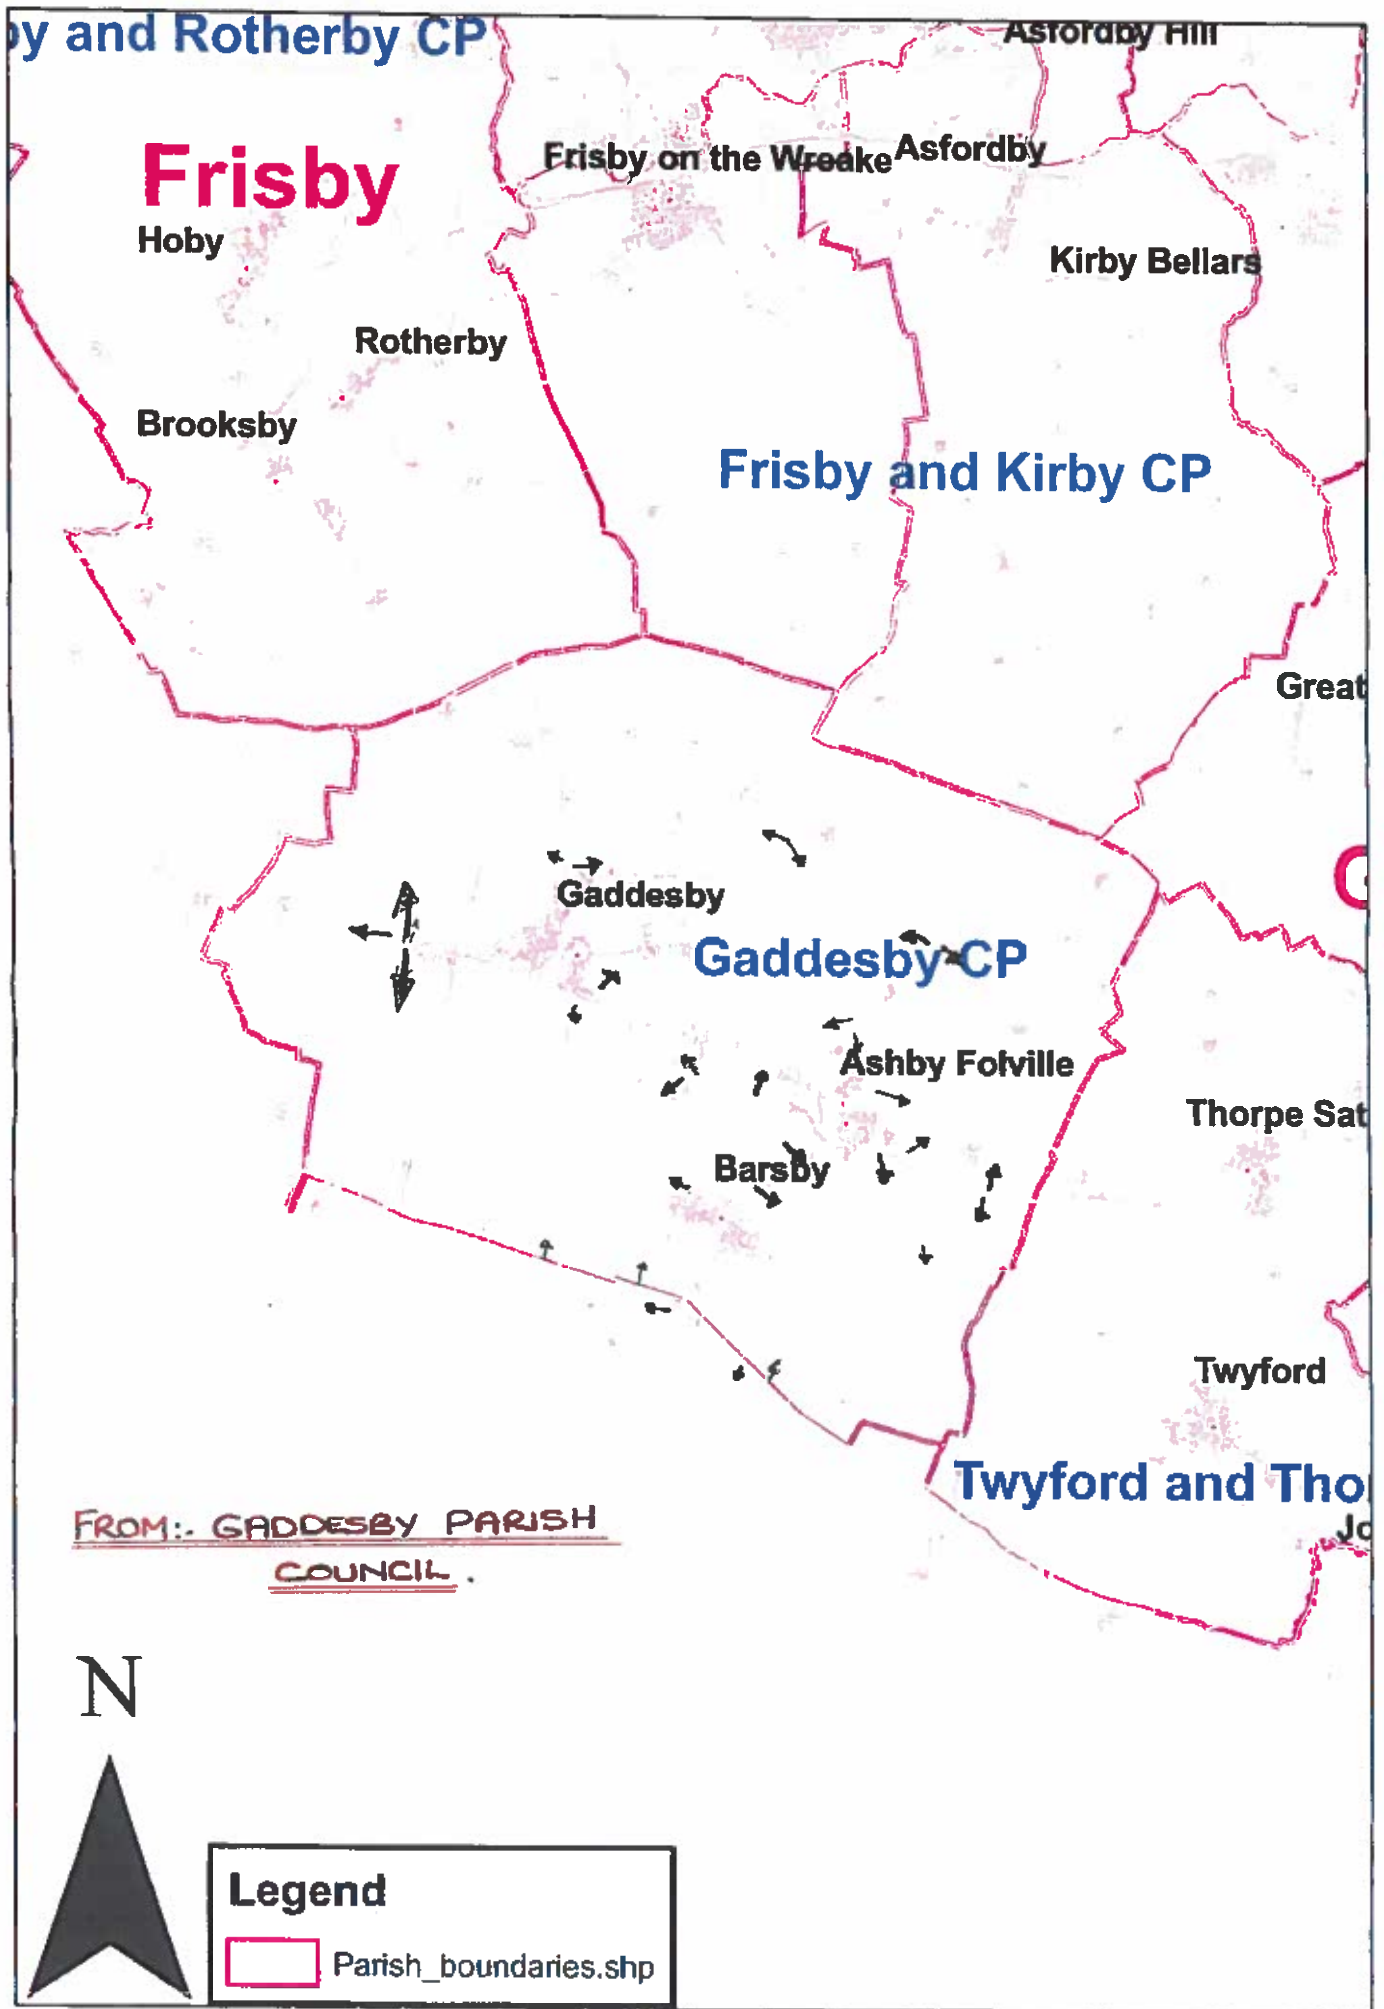 y and Rotherby CP
Asfordby Hill
Frisby
Frisby on the Wreake
Asfordby
Hoby
Kirby Bellars
Rotherby
Brooksby
Frisby and Kirby CP
Great
G
Gaddesby
Gaddesby CP
Ashby Folville
Thorpe Sat
Barsby
Twyford
Twyford and Tho
Jo
FROM:- GADDESBY PARISH
COUNCIL.
N
Legend
Parish_boundaries.shp